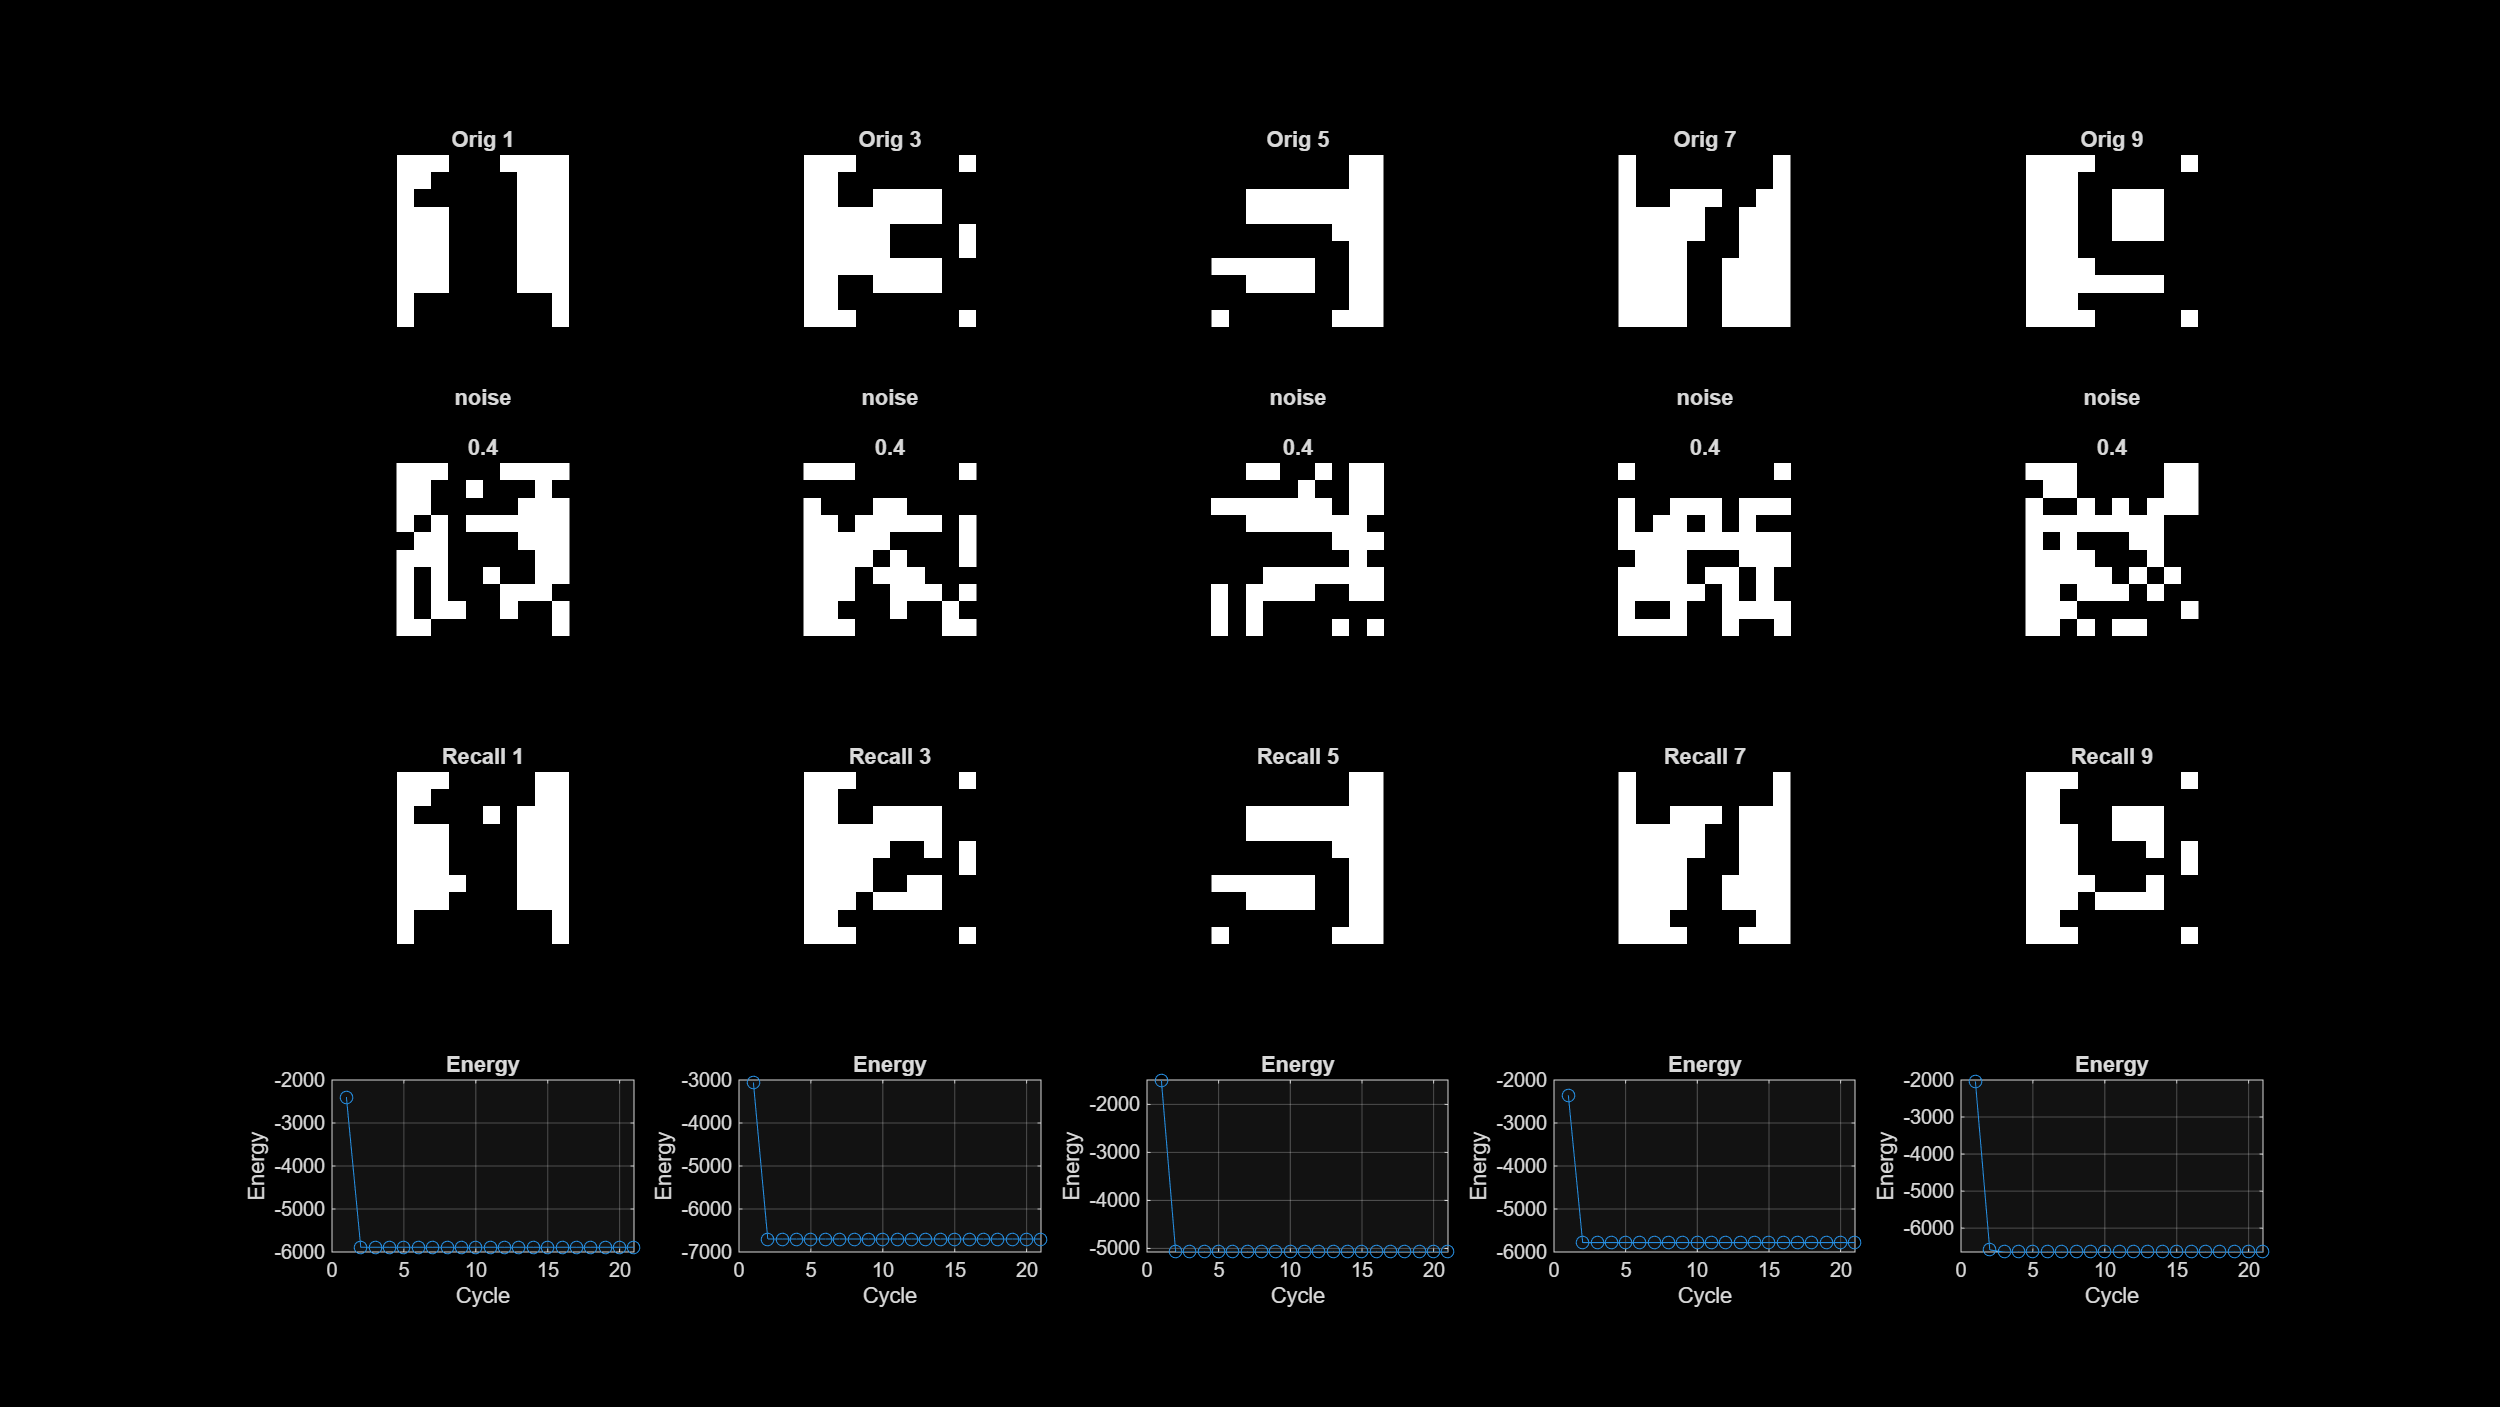 Orig 1
Orig 3
Orig 5
Orig 7
Orig 9
noise
noise
noise
noise
noise
0.4
0.4
0.4
0.4
0.4
Recall 1
Recall 3
Recall 5
Recall 7
Recall 9
Energy
-2000
-3000
-4000
-5000
-6000
Energy
0 5 10 15 20
Cycle
Energy
-3000
-4000
-5000
-6000
-7000
Energy
0 5 10 15 20
Cycle
Energy
-2000
-3000
-4000
-5000
Energy
0 5 10 15 20
Cycle
Energy
-2000
-3000
-4000
-5000
-6000
Energy
0 5 10 15 20
Cycle
Energy
-2000
-3000
-4000
-5000
-6000
Energy
0 5 10 15 20
Cycle